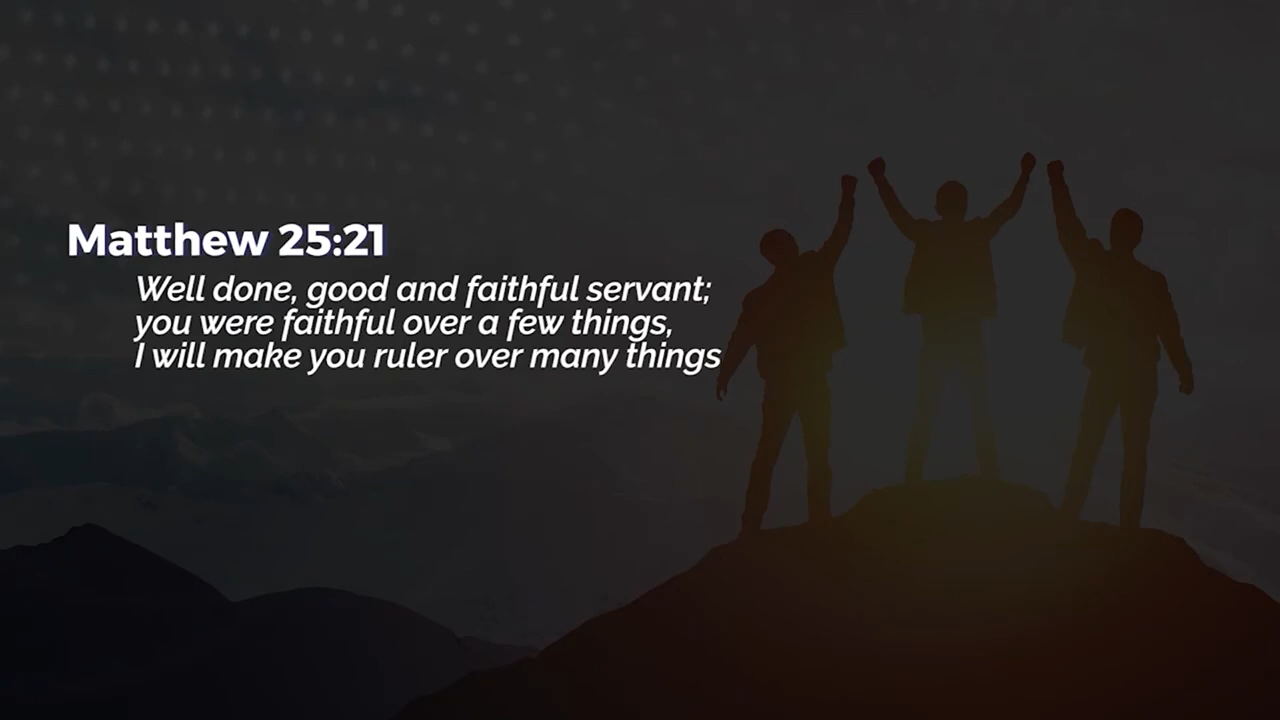 Matthew 25:21
Well done, good and faithful servant;
you were faithful over a few things,
I will make you ruler over many things